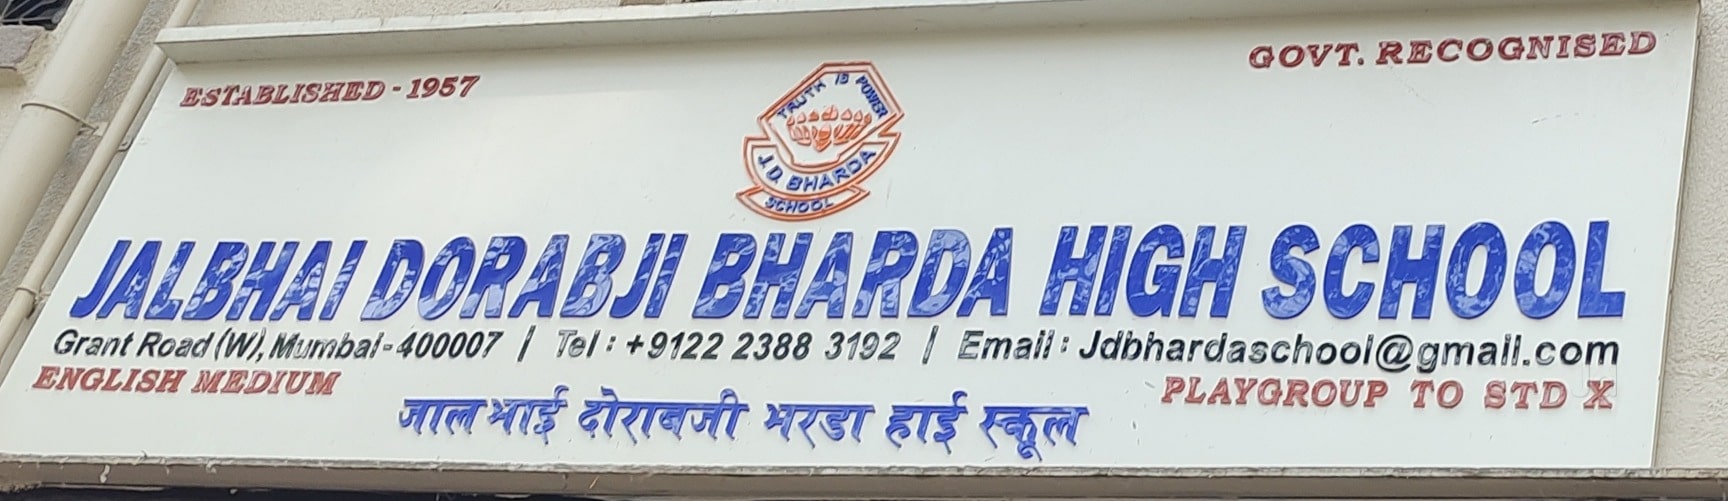 ESTABLISHED - 1957
GOVT. RECOGNISED
TRUTH IS POWER
J.D. BHARDA
SCHOOL
JALBHAI DORABJI BHARDA HIGH SCHOOL
Grant Road (W), Mumbai-400007 | Tel : +9122 2388 3192 | Email : Jdbhardaschool@gmail.com
ENGLISH MEDIUM
PLAYGROUP TO STD X
जाल भाई दोराबजी भरडा हाई स्कूल